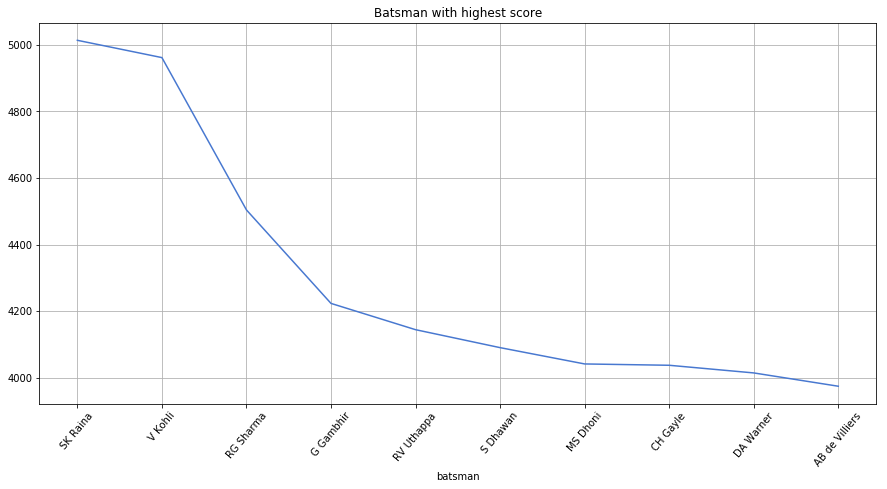 Batsman with highest score
5000
4800
4600
4400
4200
4000
SK Raina
V Kohli
RG Sharma
G Gambhir
RV Uthappa
S Dhawan
MS Dhoni
CH Gayle
DA Warner
AB de Villiers
batsman